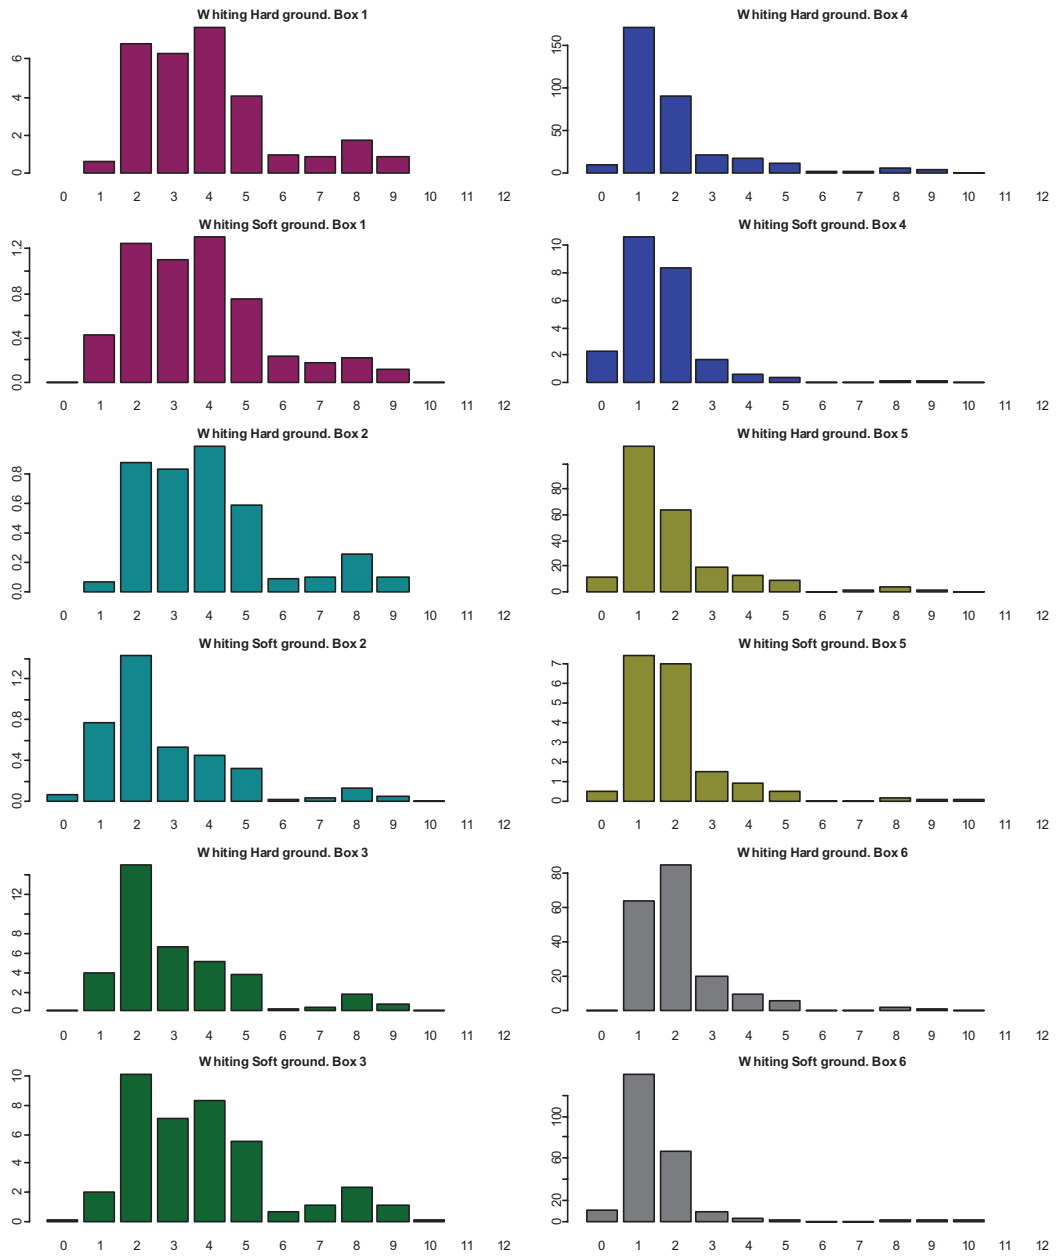 Whiting Hard ground. Box 1
0 2 4 6
0 1 2 3 4 5 6 7 8 9 10 11 12
Whiting Soft ground. Box 1
0.0 0.4 0.8 1.2
0 1 2 3 4 5 6 7 8 9 10 11 12
Whiting Hard ground. Box 2
0.0 0.2 0.4 0.6 0.8
0 1 2 3 4 5 6 7 8 9 10 11 12
Whiting Soft ground. Box 2
0.0 0.4 0.8 1.2
0 1 2 3 4 5 6 7 8 9 10 11 12
Whiting Hard ground. Box 3
0 2 4 6 8 12
0 1 2 3 4 5 6 7 8 9 10 11 12
Whiting Soft ground. Box 3
0 2 4 6 8 10
0 1 2 3 4 5 6 7 8 9 10 11 12
Whiting Hard ground. Box 4
0 50 100 150
0 1 2 3 4 5 6 7 8 9 10 11 12
Whiting Soft ground. Box 4
0 2 4 6 8 10
0 1 2 3 4 5 6 7 8 9 10 11 12
Whiting Hard ground. Box 5
0 20 40 60 80
0 1 2 3 4 5 6 7 8 9 10 11 12
Whiting Soft ground. Box 5
0 1 2 3 4 5 6 7
0 1 2 3 4 5 6 7 8 9 10 11 12
Whiting Hard ground. Box 6
0 20 40 60 80
0 1 2 3 4 5 6 7 8 9 10 11 12
Whiting Soft ground. Box 6
0 20 60 100
0 1 2 3 4 5 6 7 8 9 10 11 12